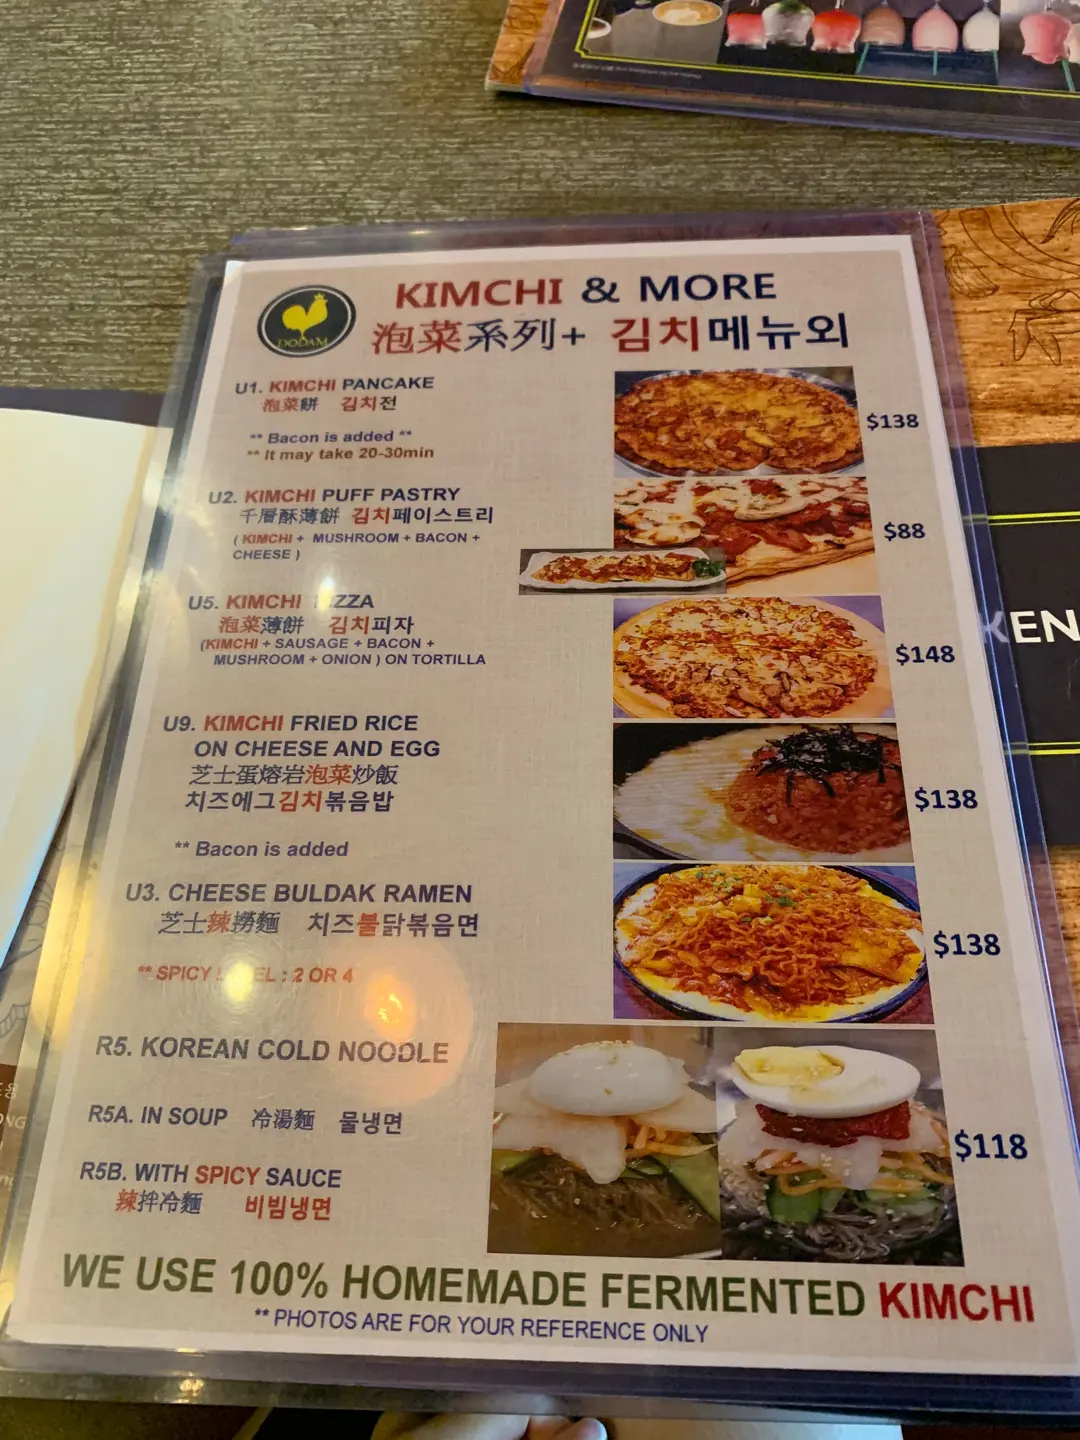 DODAM
KIMCHI & MORE
泡菜系列+ 김치메뉴외
U1. KIMCHI PANCAKE
泡菜餅 김치전
** Bacon is added **
** It may take 20-30min
$138
U2. KIMCHI PUFF PASTRY
千層酥薄餅 김치페이스트리
( KIMCHI + MUSHROOM + BACON +
CHEESE )
$88
U5. KIMCHI ZZA
泡菜薄餅 김치피자
(KIMCHI + SAUSAGE + BACON +
MUSHROOM + ONION ) ON TORTILLA
$148
U9. KIMCHI FRIED RICE
ON CHEESE AND EGG
芝士蛋熔岩泡菜炒飯
치즈에그김치볶음밥
** Bacon is added
$138
U3. CHEESE BULDAK RAMEN
芝士辣撈麵 치즈불닭볶음면
** SPICY LEVEL : 2 OR 4
$138
R5. KOREAN COLD NOODLE
R5A. IN SOUP 冷湯麵 물냉면
R5B. WITH SPICY SAUCE
辣拌冷麵 비빔냉면
$118
WE USE 100% HOMEMADE FERMENTED KIMCHI
** PHOTOS ARE FOR YOUR REFERENCE ONLY
KEN